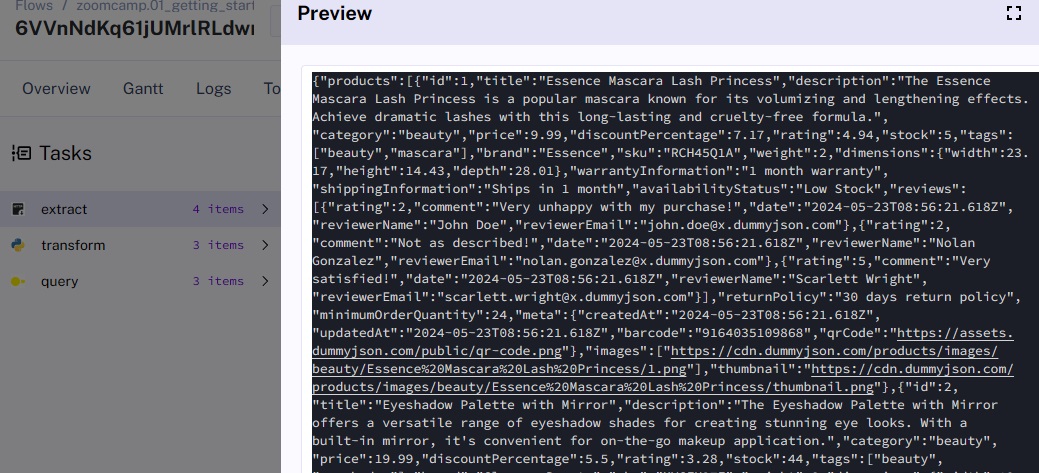 Flows / zoomcamp.01_getting_start
Preview
6VVnNdKq61jUMrlRLdwr
Overview Gantt Logs To
Tasks
extract 4 items
transform 3 items
query 3 items
{"products":[{"id":1,"title":"Essence Mascara Lash Princess","description":"The Essence
Mascara Lash Princess is a popular mascara known for its volumizing and lengthening effects.
Achieve dramatic lashes with this long-lasting and cruelty-free formula.",
"category":"beauty","price":9.99,"discountPercentage":7.17,"rating":4.94,"stock":5,"tags":
["beauty","mascara"],"brand":"Essence","sku":"RCH45Q1A","weight":2,"dimensions":{"width":23.
17,"height":14.43,"depth":28.01},"warrantyInformation":"1 month warranty",
"shippingInformation":"Ships in 1 month","availabilityStatus":"Low Stock","reviews":
[{"rating":2,"comment":"Very unhappy with my purchase!","date":"2024-05-23T08:56:21.618Z",
"reviewerName":"John Doe","reviewerEmail":"john.doe@x.dummyjson.com"},{"rating":2,
"comment":"Not as described!","date":"2024-05-23T08:56:21.618Z","reviewerName":"Nolan
Gonzalez","reviewerEmail":"nolan.gonzalez@x.dummyjson.com"},{"rating":5,"comment":"Very
satisfied!","date":"2024-05-23T08:56:21.618Z","reviewerName":"Scarlett Wright",
"reviewerEmail":"scarlett.wright@x.dummyjson.com"}],"returnPolicy":"30 days return policy",
"minimumOrderQuantity":24,"meta":{"createdAt":"2024-05-23T08:56:21.618Z",
"updatedAt":"2024-05-23T08:56:21.618Z","barcode":"9164035109868","qrCode":"https://assets.
dummyjson.com/public/qr-code.png"},"images":["https://cdn.dummyjson.com/products/images/
beauty/Essence%20Mascara%20Lash%20Princess/1.png"],"thumbnail":"https://cdn.dummyjson.com/
products/images/beauty/Essence%20Mascara%20Lash%20Princess/thumbnail.png"},{"id":2,
"title":"Eyeshadow Palette with Mirror","description":"The Eyeshadow Palette with Mirror
offers a versatile range of eyeshadow shades for creating stunning eye looks. With a
built-in mirror, it's convenient for on-the-go makeup application.","category":"beauty",
"price":19.99,"discountPercentage":5.5,"rating":3.28,"stock":44,"tags":["beauty",